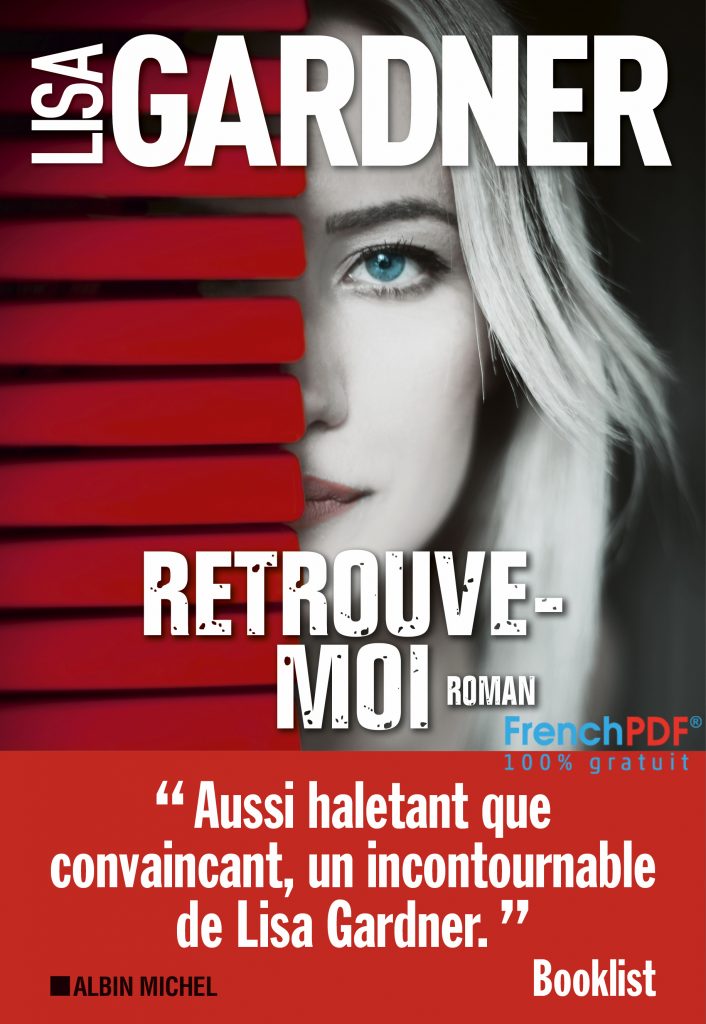 LISA GARDNER
RETROUVE-
MOI ROMAN
FrenchPDF®
100% gratuit
“ Aussi haletant que
convaincant, un incontournable
de Lisa Gardner. ”
Booklist
ALBIN MICHEL